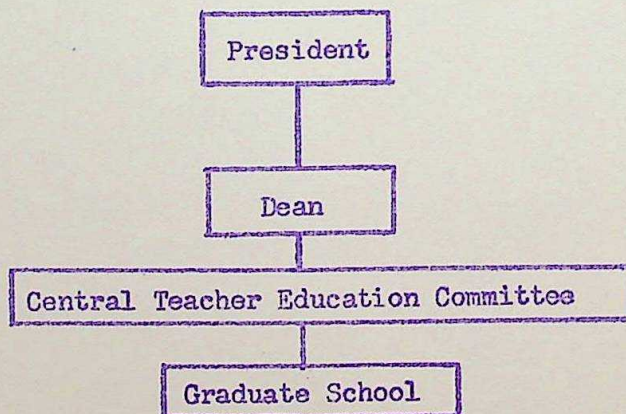 President
Dean
Central Teacher Education Committee
Graduate School